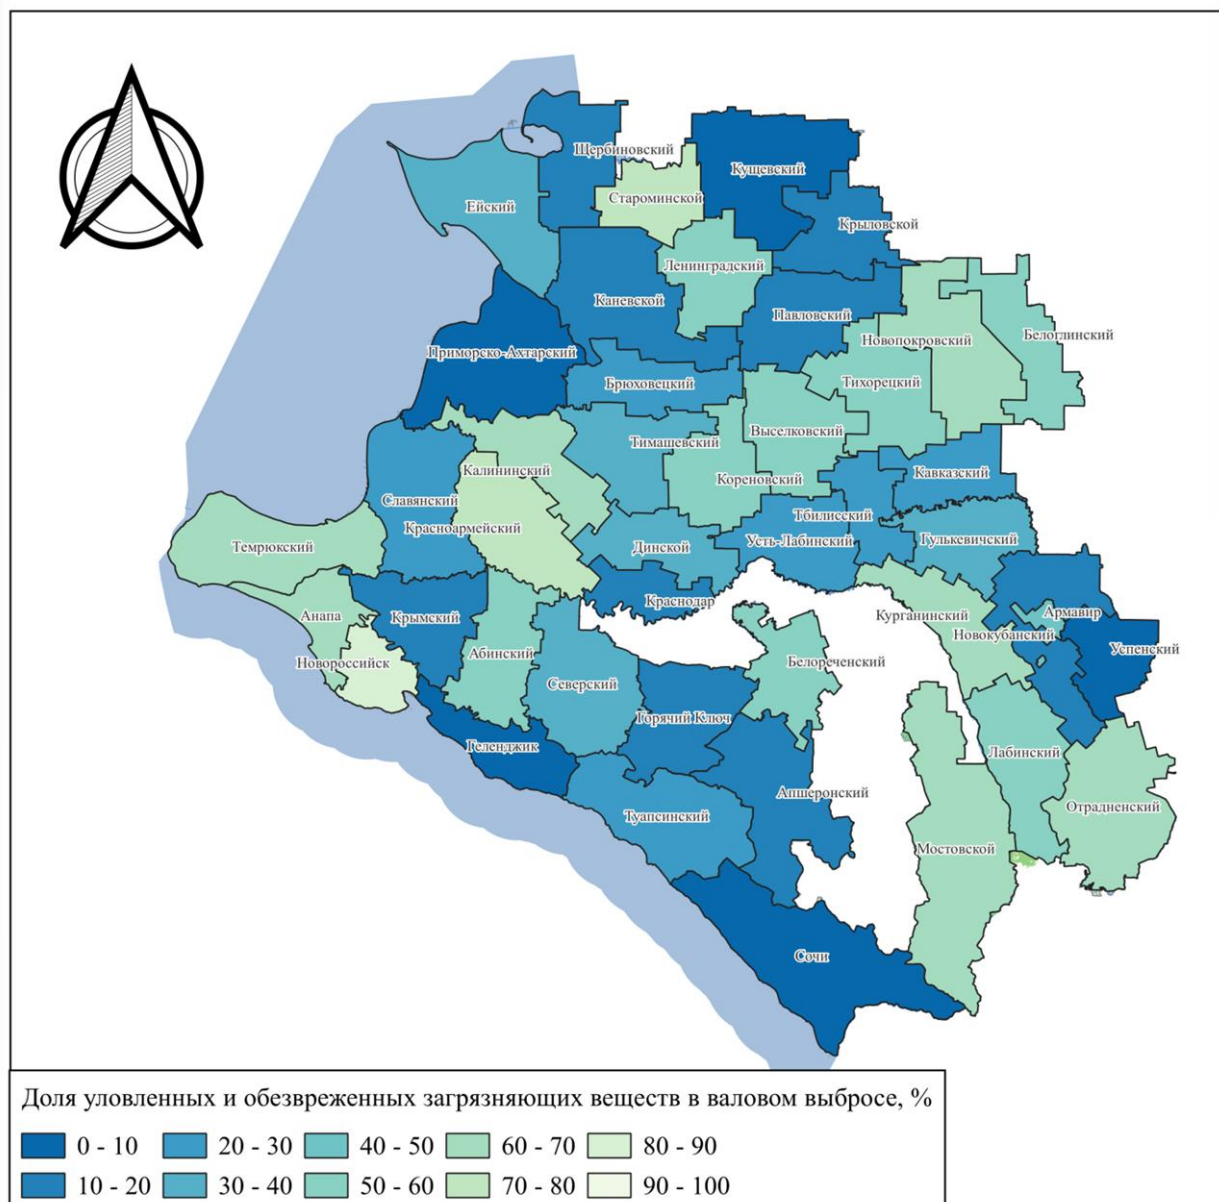 Щербиновский
Кущевский
Староминской
Ейский
Крыловской
Ленинградский
Каневской
Павловский
Новопокровский
Белоглинский
Приморско-Ахтарский
Брюховецкий
Тихорецкий
Выселковский
Тимашевский
Калининский
Кавказский
Кореновский
Славянский
Тбилисский
Красноармейский
Усть-Лабинский
Гулькевичский
Темрюкский
Динской
Краснодар
Армавир
Анапа
Крымский
Курганинский
Новокубанский
Успенский
Абинский
Новороссийск
Белореченский
Северский
Горячий Ключ
Геленджик
Лабинский
Апшеронский
Отрадненский
Туапсинский
Мостовской
Сочи
Доля уловленных и обезвреженных загрязняющих веществ в валовом выбросе, %
0 - 10 20 - 30 40 - 50 60 - 70 80 - 90
10 - 20 30 - 40 50 - 60 70 - 80 90 - 100